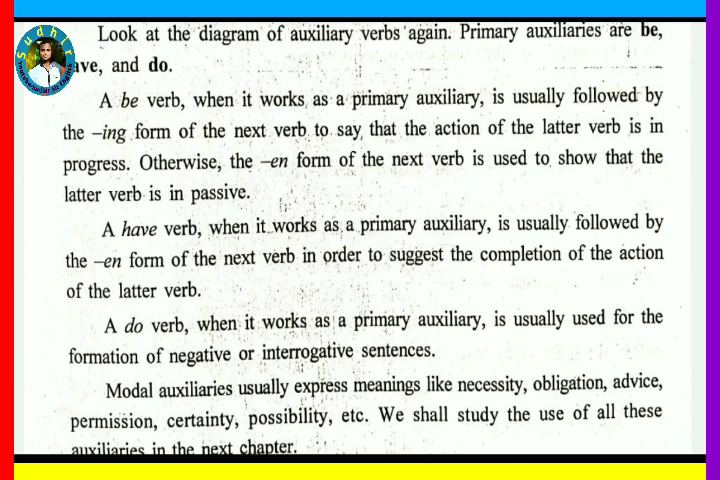 Sudhir
Look at the diagram of auxiliary verbs again. Primary auxiliaries are be,
ave, and do.
A be verb, when it works as a primary auxiliary, is usually followed by
the –ing form of the next verb to say that the action of the latter verb is in
progress. Otherwise, the –en form of the next verb is used to show that the
latter verb is in passive.
A have verb, when it works as a primary auxiliary, is usually followed by
the –en form of the next verb in order to suggest the completion of the action
of the latter verb.
A do verb, when it works as a primary auxiliary, is usually used for the
formation of negative or interrogative sentences.
Modal auxiliaries usually express meanings like necessity, obligation, advice,
permission, certainty, possibility, etc. We shall study the use of all these
auxiliaries in the next chapter.